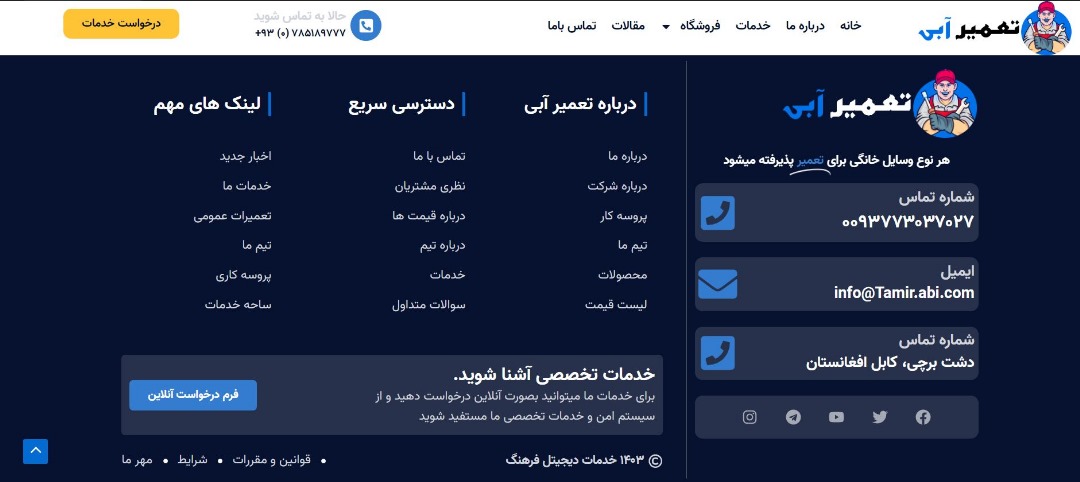 تعمیر آبی
خانه
درباره ما
خدمات
فروشگاه
مقالات
تماس باما
حالا به تماس شوید
+۹۳ (۰) ۷۸۵۱۸۹۷۷۷
درخواست خدمات
تعمیر آبی
هر نوع وسایل خانگی برای تعمیر پذیرفته میشود
شماره تماس
۰۰۹۳۷۷۳۰۳۷۰۲۷
ایمیل
info@Tamir.abi.com
شماره تماس
دشت برچی، کابل افغانستان
درباره تعمیر آبی
درباره ما
درباره شرکت
پروسه کار
تیم ما
محصولات
لیست قیمت
دسترسی سریع
تماس با ما
نظری مشتریان
درباره قیمت ها
درباره تیم
خدمات
سوالات متداول
لینک های مهم
اخبار جدید
خدمات ما
تعمیرات عمومی
تیم ما
پروسه کاری
ساحه خدمات
خدمات تخصصی آشنا شوید.
برای خدمات ما میتوانید بصورت آنلاین درخواست دهید و از
سیستم امن و خدمات تخصصی ما مستفید شوید
فرم درخواست آنلاین
© ۱۴۰۳ خدمات دیجیتل فرهنگ
• قوانین و مقررات • شرایط • مهر ما